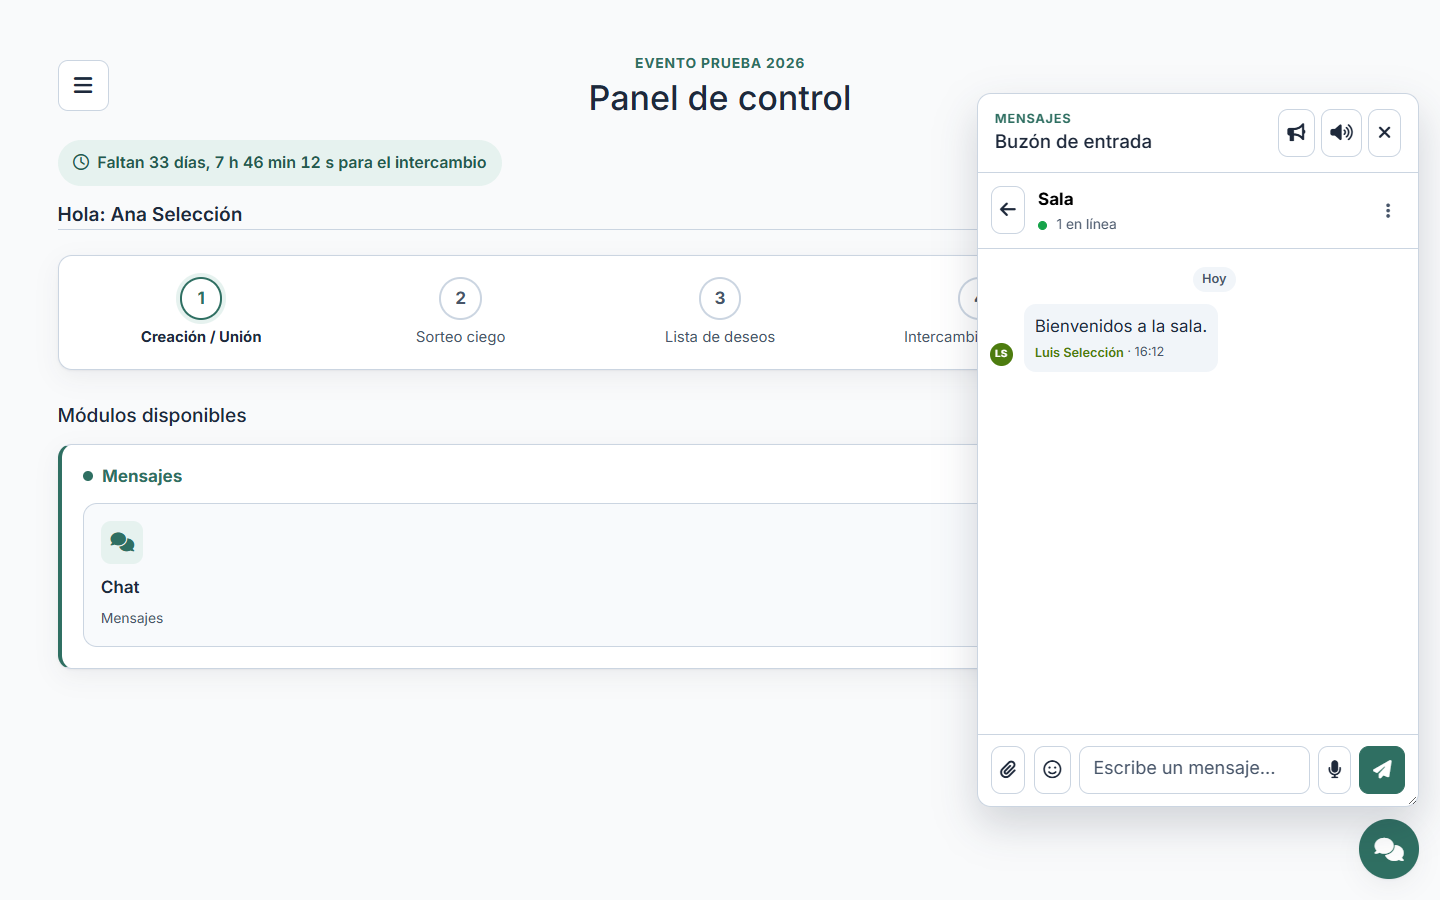 EVENTO PRUEBA 2026
Panel de control
Faltan 33 días, 7 h 46 min 12 s para el intercambio
Hola: Ana Selección
1
Creación / Unión
2
Sorteo ciego
3
Lista de deseos
Módulos disponibles
Mensajes
Chat
Mensajes
MENSAJES
Buzón de entrada
Sala
1 en línea
Hoy
Bienvenidos a la sala.
LS
Luis Selección · 16:12
Escribe un mensaje...